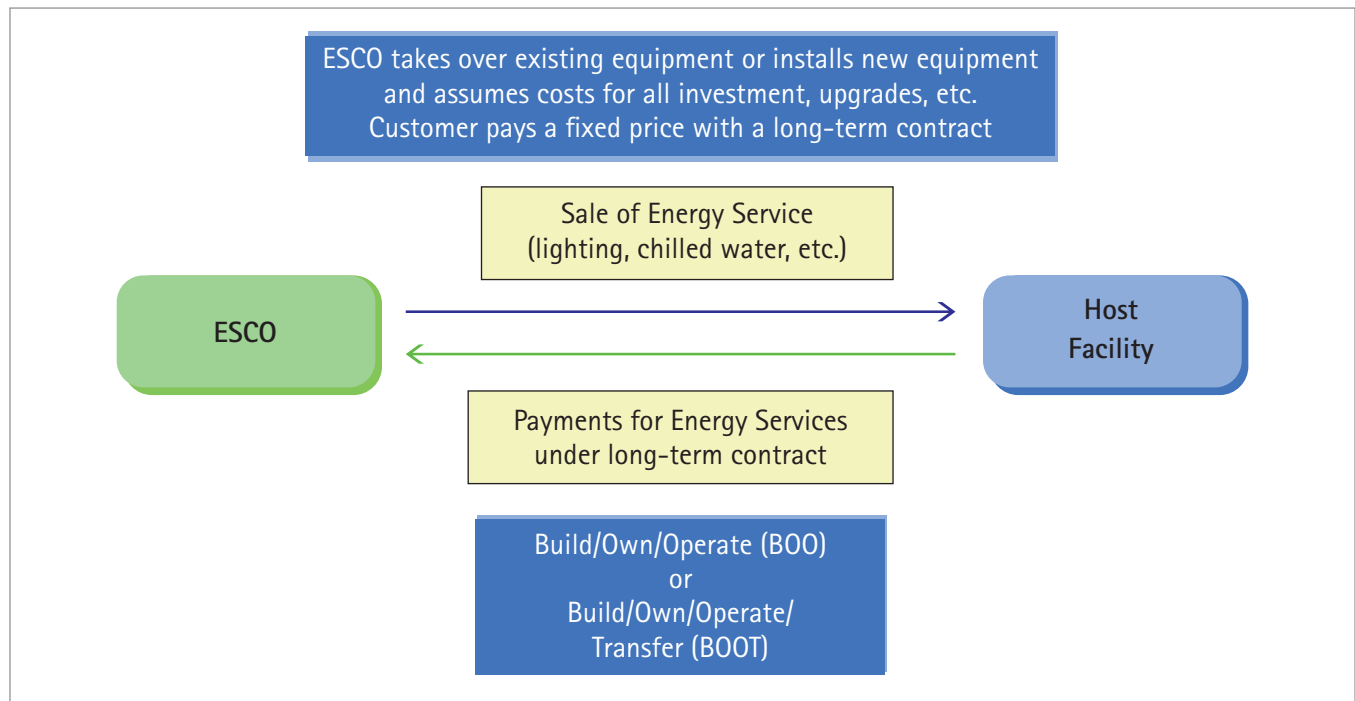 ESCO takes over existing equipment or installs new equipment
and assumes costs for all investment, upgrades, etc.
Customer pays a fixed price with a long-term contract
Sale of Energy Service
(lighting, chilled water, etc.)
ESCO
Host
Facility
Payments for Energy Services
under long-term contract
Build/Own/Operate (BOO)
or
Build/Own/Operate/
Transfer (BOOT)